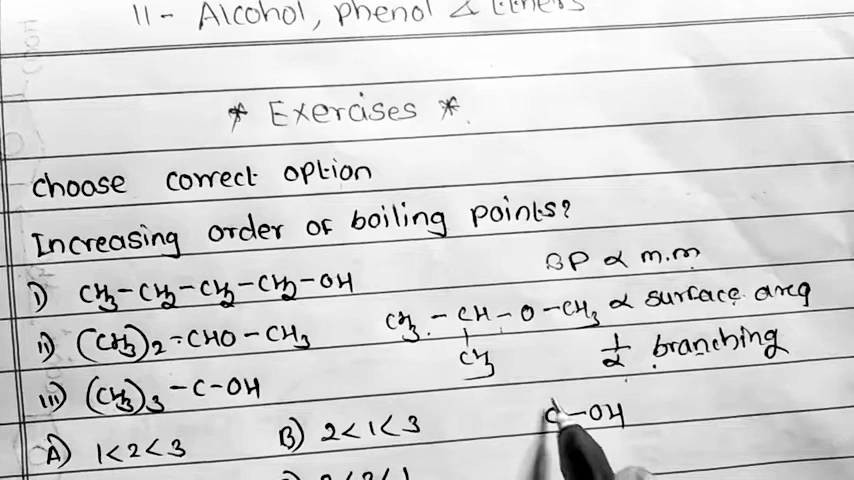 11- Alcohol, phenol & Ethers
* Exercises *
choose correct option
Increasing order of boiling points?
BP ∝ m.m
i) CH3-CH2-CH2-CH2-OH
CH3 - CH - O - CH3 ∝ surface area
CH3
ii) (CH3)2-CHO-CH3
1/∝ branching
iii) (CH3)3-C-OH
C-OH
A) 1<2<3
B) 2<1<3